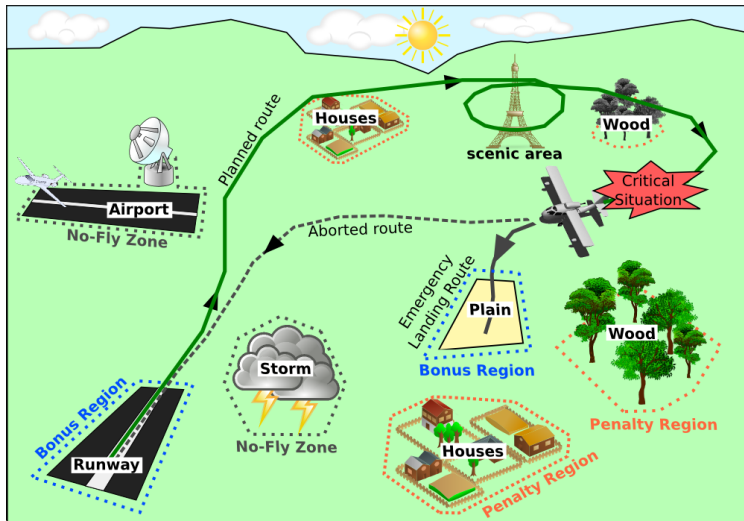 Planned route
Houses
Wood
scenic area
Critical
Situation
Airport
No-Fly Zone
Aborted route
Emergency
Landing Route
Plain
Bonus Region
Wood
Penalty Region
Storm
No-Fly Zone
Bonus Region
Runway
Houses
Penalty Region